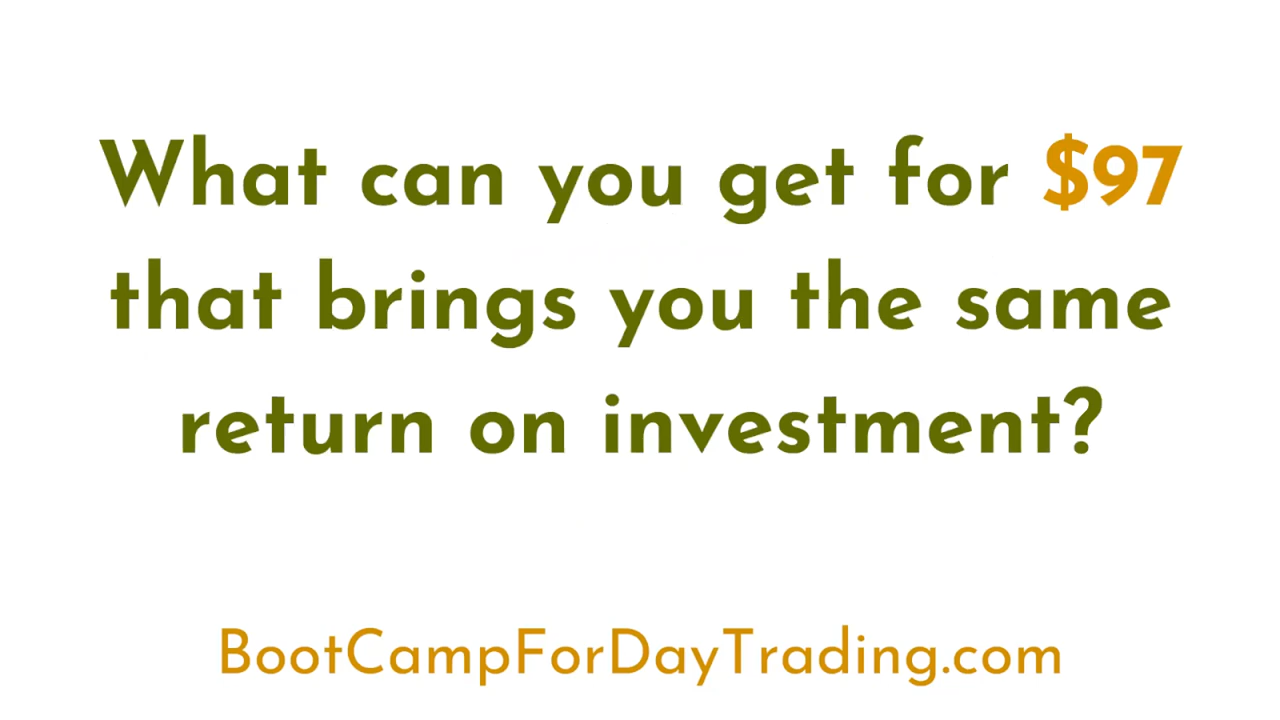 What can you get for $97
that brings you the same
return on investment?
BootCampForDayTrading.com